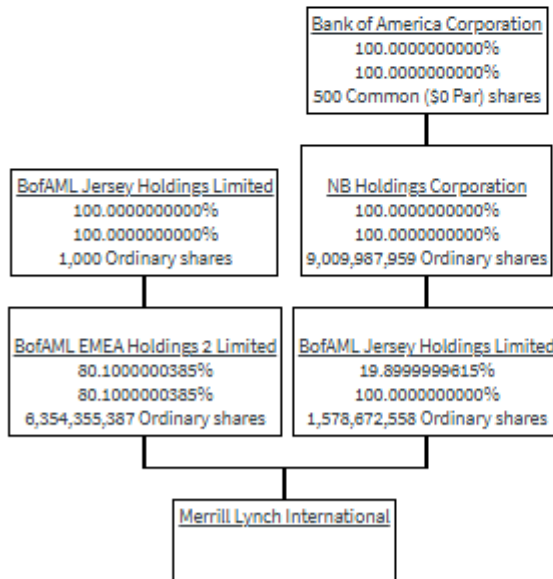 Bank of America Corporation
100.0000000000%
100.0000000000%
500 Common ($0 Par) shares
BofAML Jersey Holdings Limited
100.0000000000%
100.0000000000%
1,000 Ordinary shares
NB Holdings Corporation
100.0000000000%
100.0000000000%
9,009,987,959 Ordinary shares
BofAML EMEA Holdings 2 Limited
80.1000000385%
80.1000000385%
6,354,355,387 Ordinary shares
BofAML Jersey Holdings Limited
19.8999999615%
100.0000000000%
1,578,672,558 Ordinary shares
Merrill Lynch International